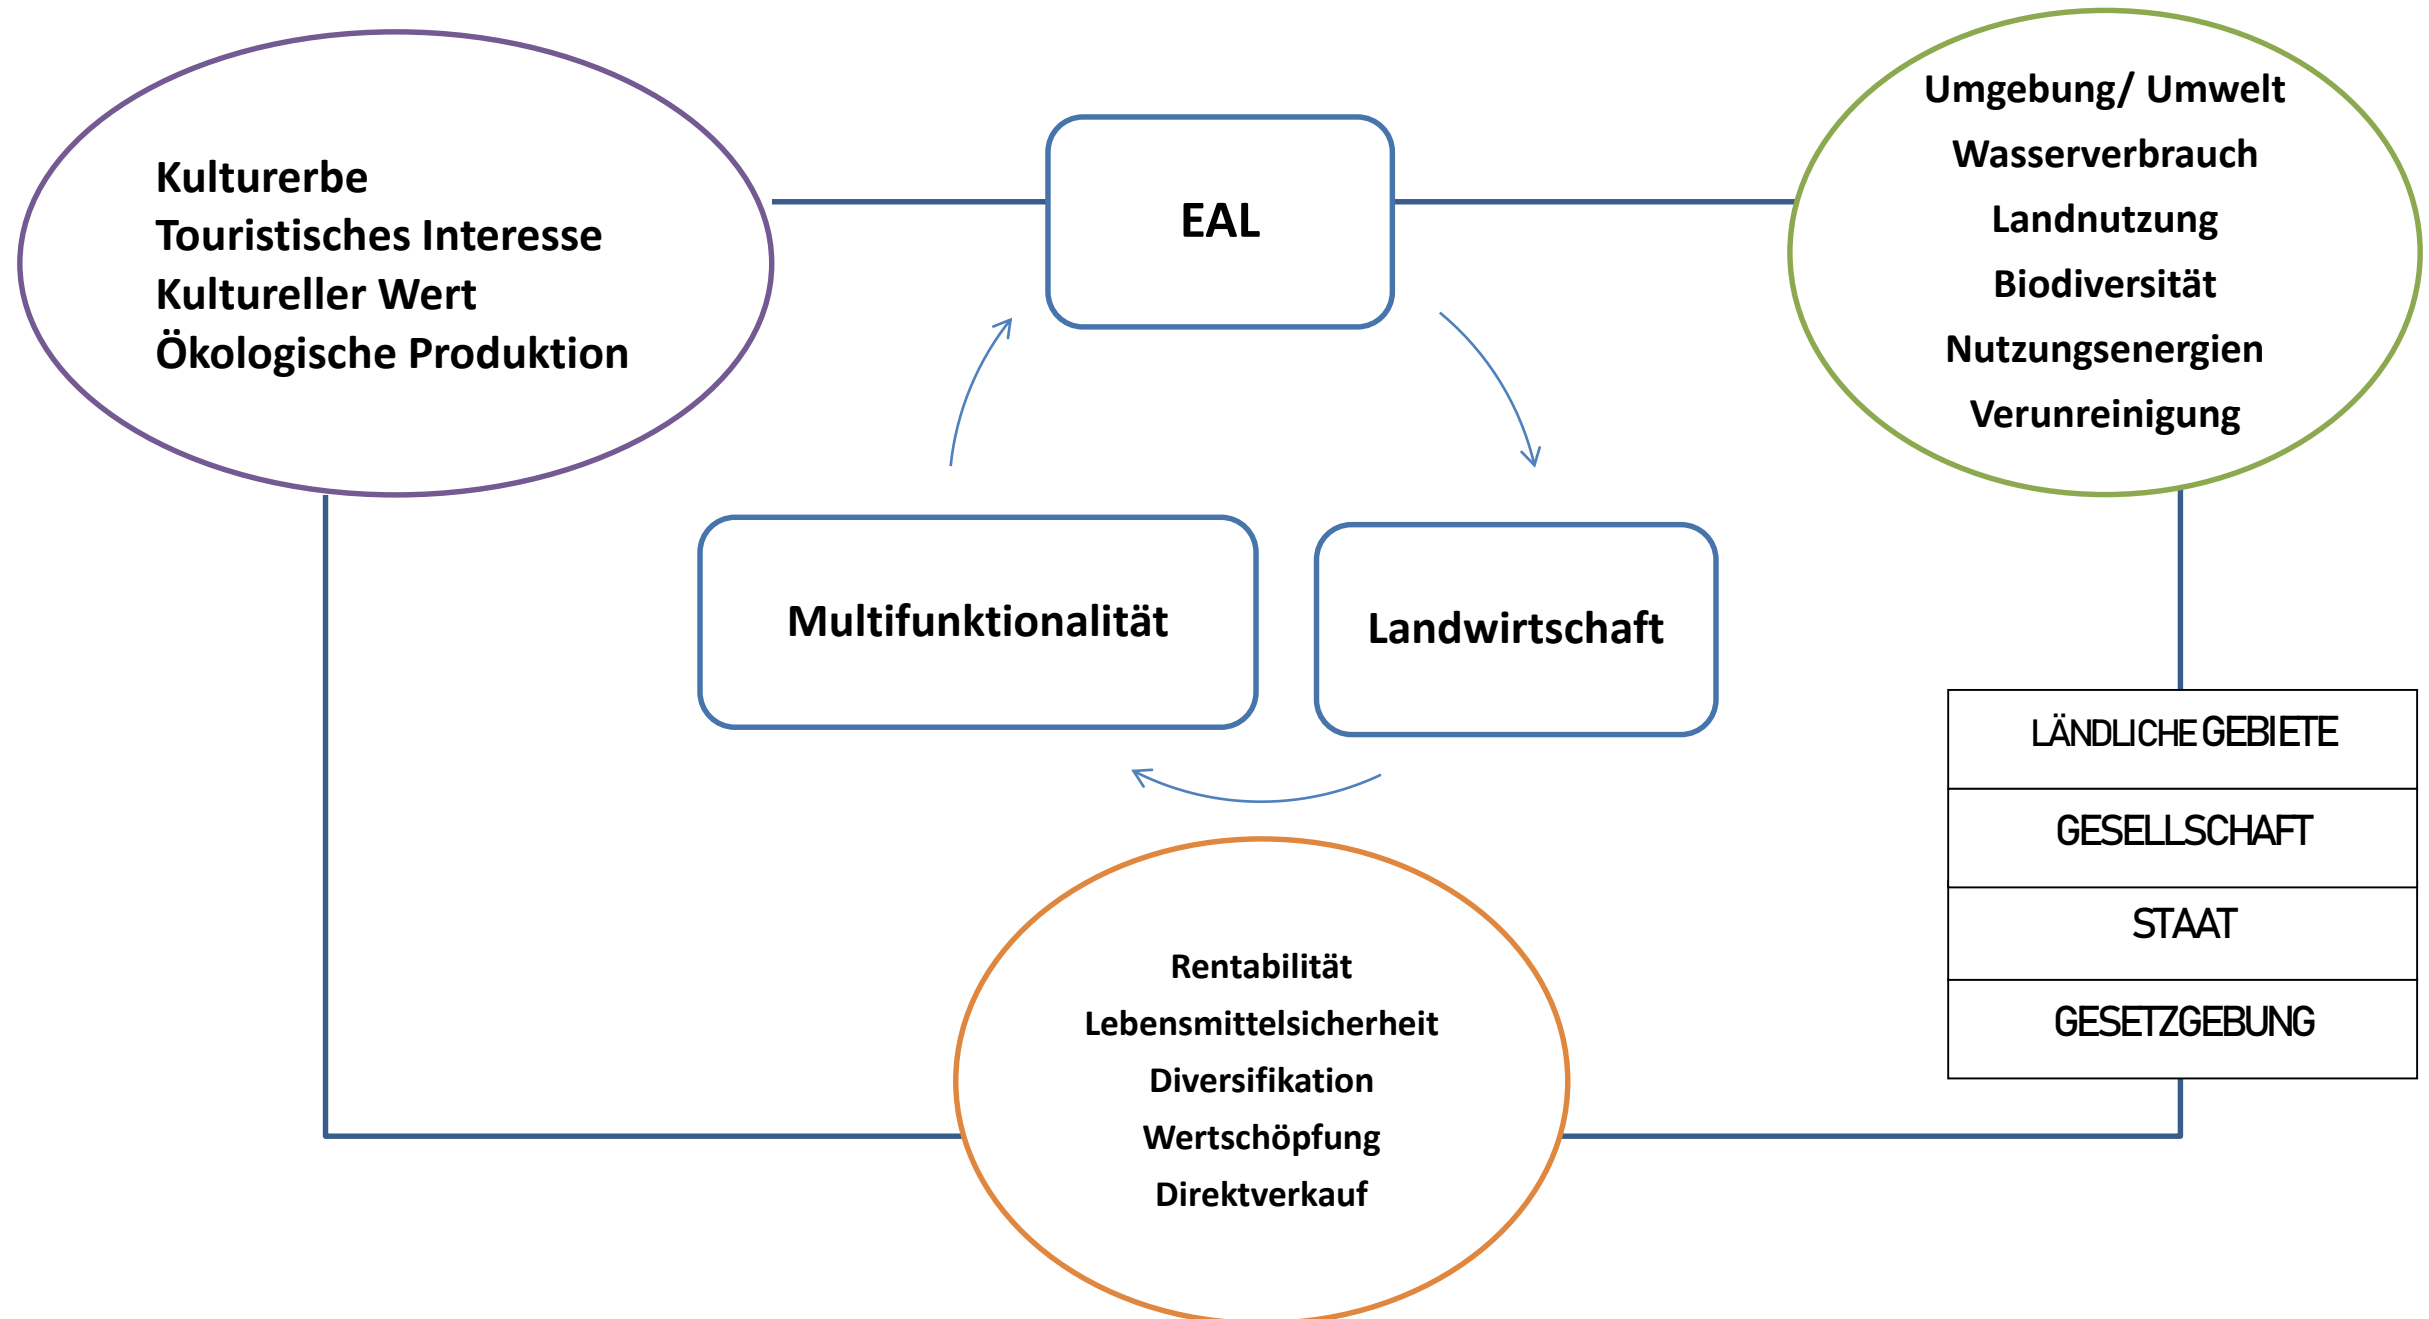 Kulturerbe
Touristisches Interesse
Kultureller Wert
Ökologische Produktion
EAL
Umgebung/ Umwelt
Wasserverbrauch
Landnutzung
Biodiversität
Nutzungsenergien
Verunreinigung
Multifunktionalität
Landwirtschaft
LÄNDLICHE GEBIETE
GESELLSCHAFT
STAAT
GESETZGEBUNG
Rentabilität
Lebensmittelsicherheit
Diversifikation
Wertschöpfung
Direktverkauf